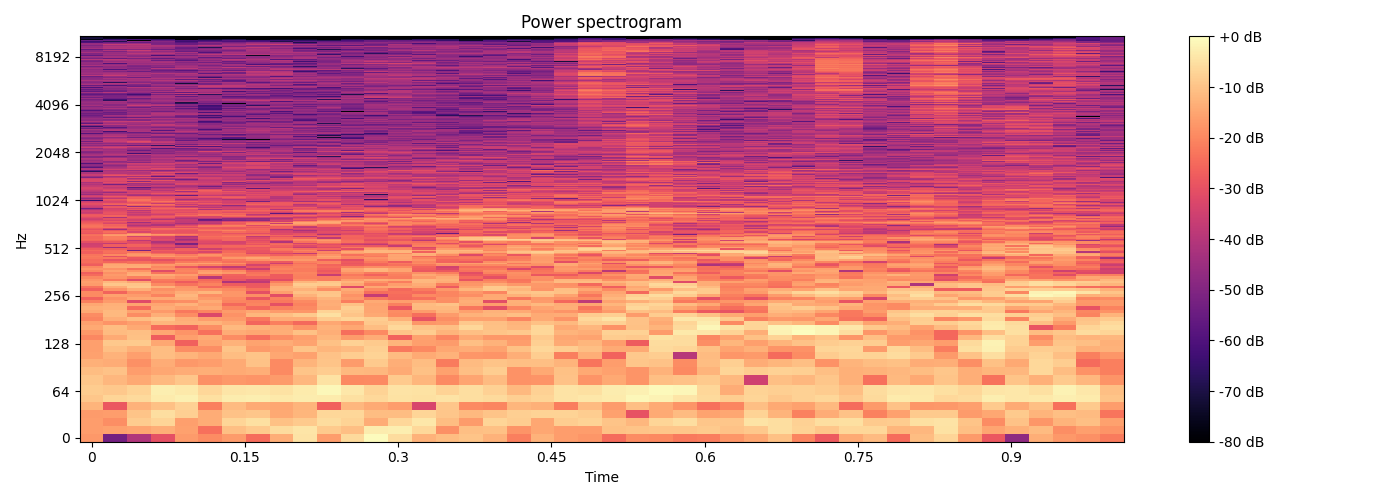 Power spectrogram
Hz
8192
4096
2048
1024
512
256
128
64
0
0 0.15 0.3 0.45 0.6 0.75 0.9
Time
+0 dB
-10 dB
-20 dB
-30 dB
-40 dB
-50 dB
-60 dB
-70 dB
-80 dB